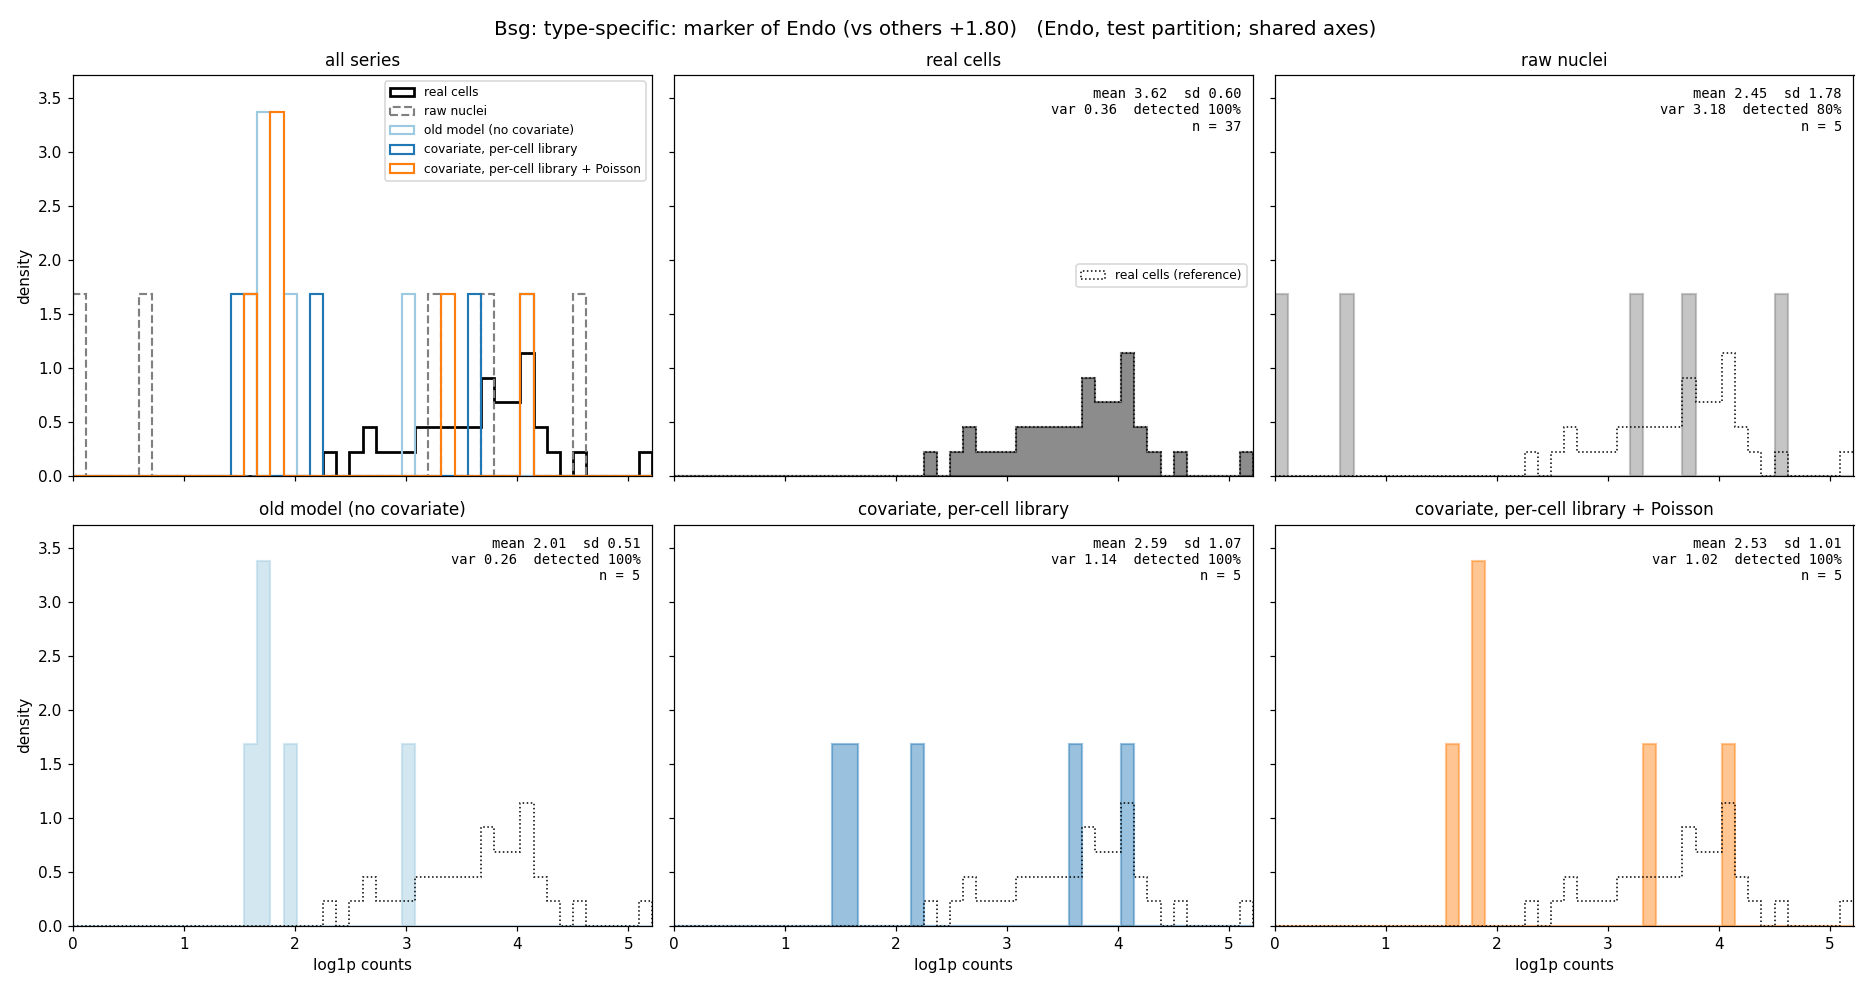 Bsg: type-specific: marker of Endo (vs others +1.80)   (Endo, test partition; shared axes)
all series
real cells
raw nuclei
old model (no covariate)
covariate, per-cell library
covariate, per-cell library + Poisson
density
3.5
3.0
2.5
2.0
1.5
1.0
0.5
0.0
real cells
mean 3.62  sd 0.60
var 0.36  detected 100%
n = 37
real cells (reference)
raw nuclei
mean 2.45  sd 1.78
var 3.18  detected 80%
n = 5
old model (no covariate)
mean 2.01  sd 0.51
var 0.26  detected 100%
n = 5
density
3.5
3.0
2.5
2.0
1.5
1.0
0.5
0.0
0 1 2 3 4 5
log1p counts
covariate, per-cell library
mean 2.59  sd 1.07
var 1.14  detected 100%
n = 5
0 1 2 3 4 5
log1p counts
covariate, per-cell library + Poisson
mean 2.53  sd 1.01
var 1.02  detected 100%
n = 5
0 1 2 3 4 5
log1p counts